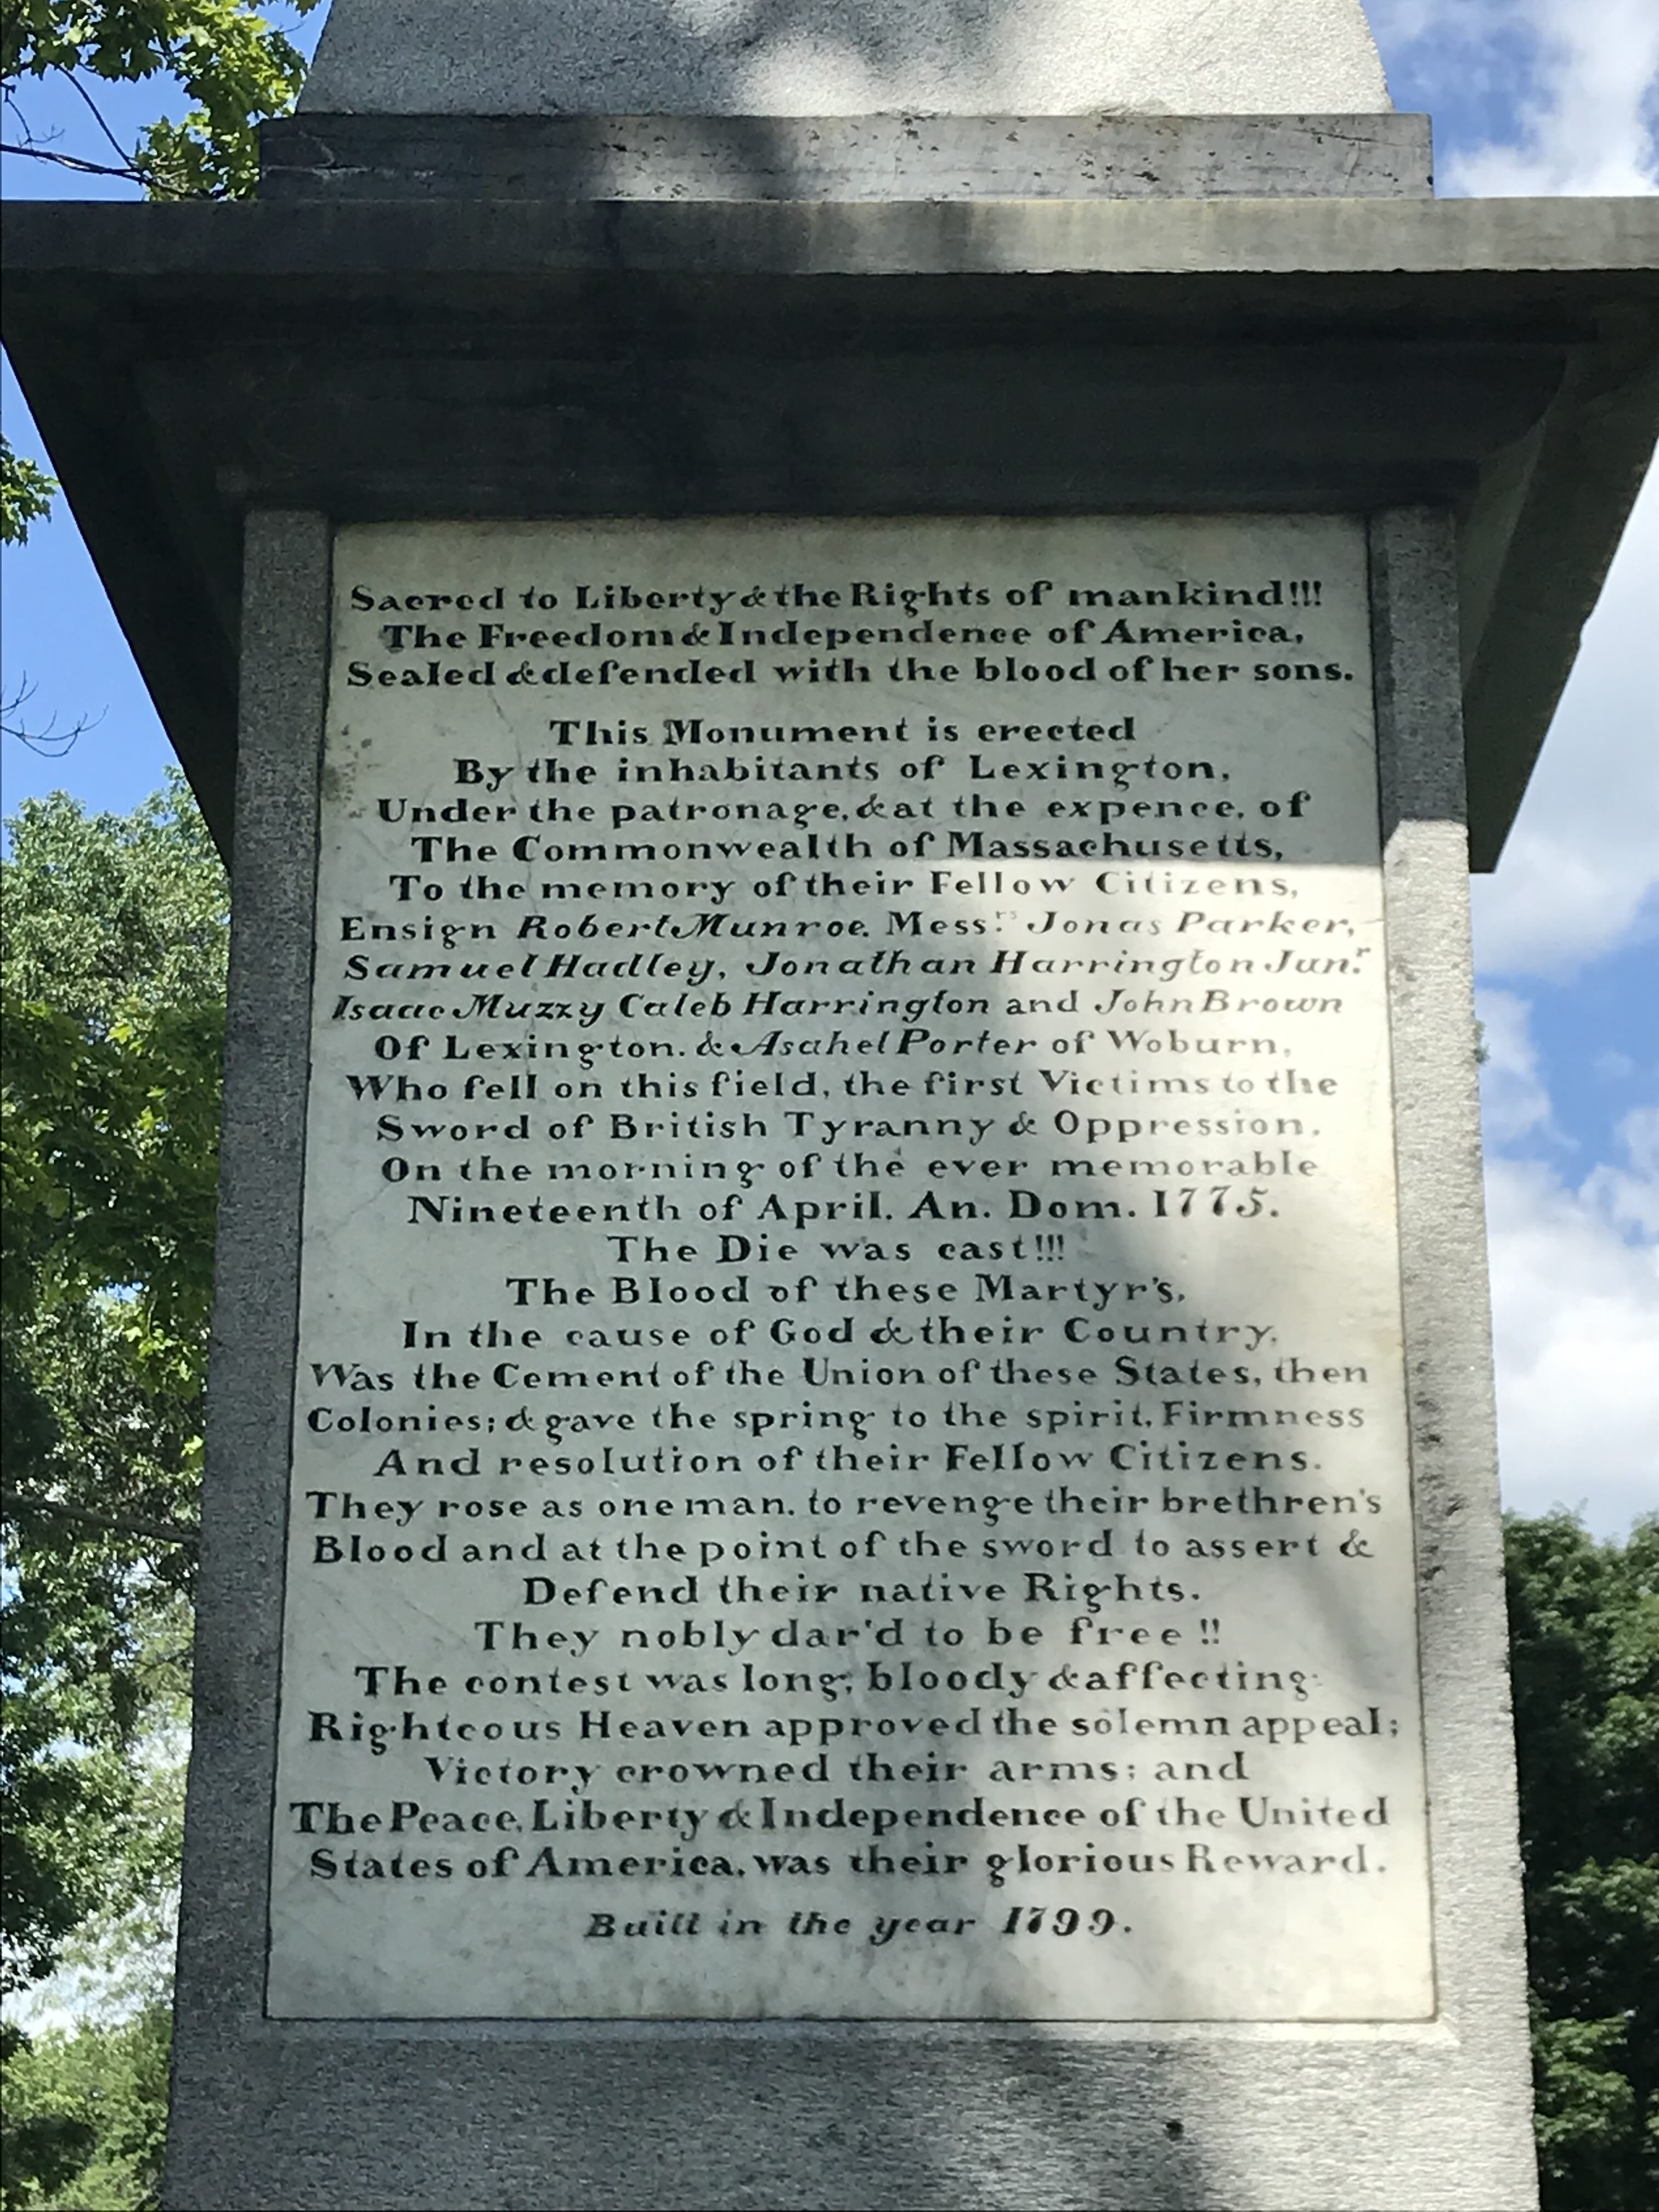 Sacred to Liberty & the Rights of mankind!!!
The Freedom & Independence of America,
Sealed & defended with the blood of her sons.
This Monument is erected
By the inhabitants of Lexington,
Under the patronage, & at the expence, of
The Commonwealth of Massachusetts,
To the memory of their Fellow Citizens,
Ensign Robert Munroe, Mess.rs Jonas Parker,
Samuel Hadley, Jonathan Harrington Jun.r
Isaac Muzzy Caleb Harrington and John Brown
Of Lexington, & Asahel Porter of Woburn,
Who fell on this field, the first Victims to the
Sword of British Tyranny & Oppression,
On the morning of the ever memorable
Nineteenth of April. An. Dom. 1775.
The Die was cast!!!
The Blood of these Martyr's,
In the cause of God & their Country,
Was the Cement of the Union of these States, then
Colonies; & gave the spring to the spirit, Firmness
And resolution of their Fellow Citizens.
They rose as one man, to revenge their brethren's
Blood and at the point of the sword to assert &
Defend their native Rights.
They nobly dar'd to be free!!
The contest was long, bloody & affecting
Righteous Heaven approved the solemn appeal;
Victory crowned their arms; and
The Peace, Liberty & Independence of the United
States of America, was their glorious Reward.
Built in the year 1799.